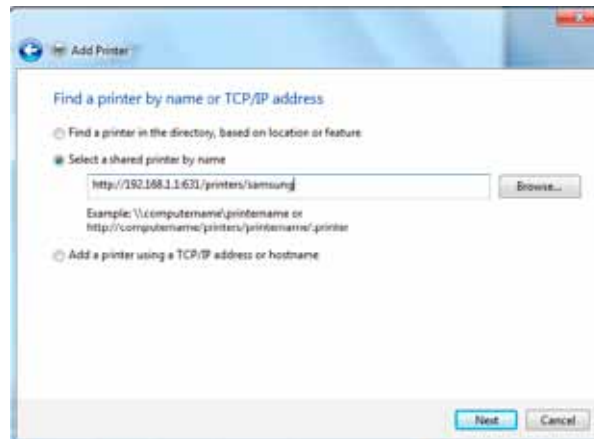 Add Printer
Find a printer by name or TCP/IP address
Find a printer in the directory, based on location or feature
Select a shared printer by name
http://192.168.1.1:631/printers/samsung
Browse...
Example: \\computername\printername or
http://computername/printers/printername/.printer
Add a printer using a TCP/IP address or hostname
Next
Cancel